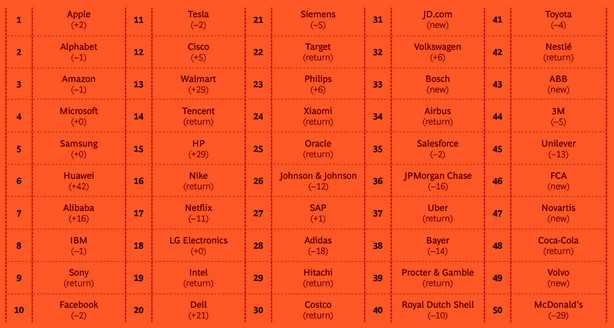 1 Apple (+2)
2 Alphabet (−1)
3 Amazon (−1)
4 Microsoft (+0)
5 Samsung (+0)
6 Huawei (+42)
7 Alibaba (+16)
8 IBM (−1)
9 Sony (return)
10 Facebook (−2)
11 Tesla (−2)
12 Cisco (+5)
13 Walmart (+29)
14 Tencent (return)
15 HP (+29)
16 Nike (return)
17 Netflix (−11)
18 LG Electronics (+0)
19 Intel (return)
20 Dell (+21)
21 Siemens (−5)
22 Target (return)
23 Philips (+6)
24 Xiaomi (return)
25 Oracle (return)
26 Johnson & Johnson (−12)
27 SAP (+1)
28 Adidas (−18)
29 Hitachi (return)
30 Costco (return)
31 JD.com (new)
32 Volkswagen (+6)
33 Bosch (new)
34 Airbus (return)
35 Salesforce (−2)
36 JPMorgan Chase (−16)
37 Uber (return)
38 Bayer (−14)
39 Procter & Gamble (return)
40 Royal Dutch Shell (−10)
41 Toyota (−4)
42 Nestlé (return)
43 ABB (new)
44 3M (−5)
45 Unilever (−13)
46 FCA (new)
47 Novartis (new)
48 Coca-Cola (return)
49 Volvo (new)
50 McDonald's (−29)